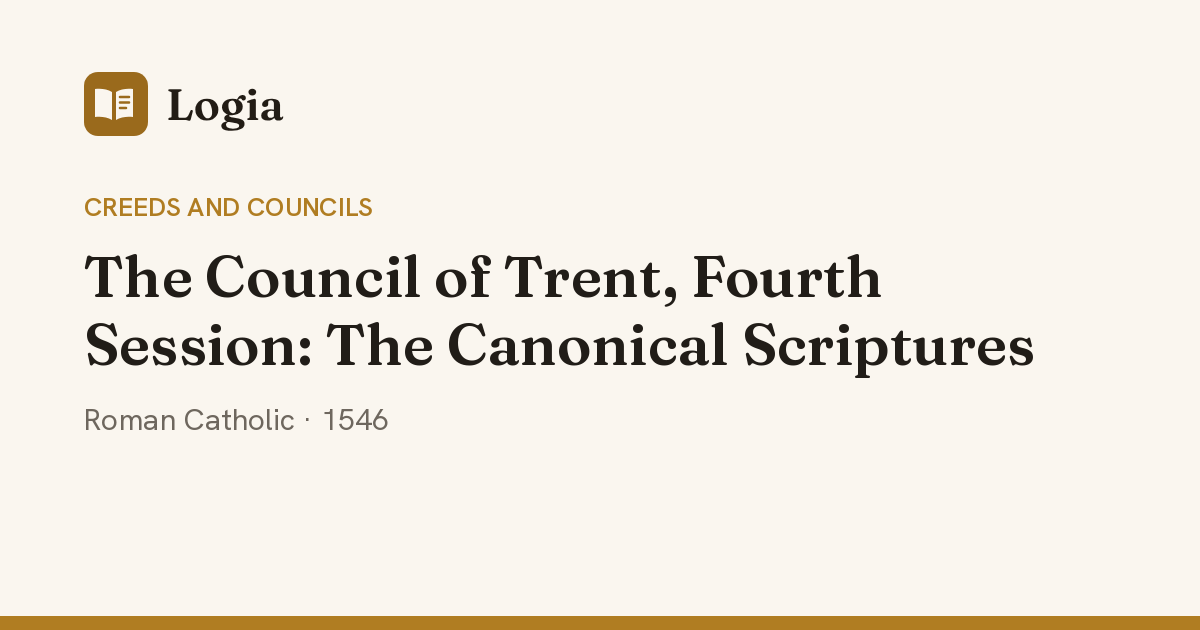 Logia
CREEDS AND COUNCILS
The Council of Trent, Fourth
Session: The Canonical Scriptures
Roman Catholic · 1546